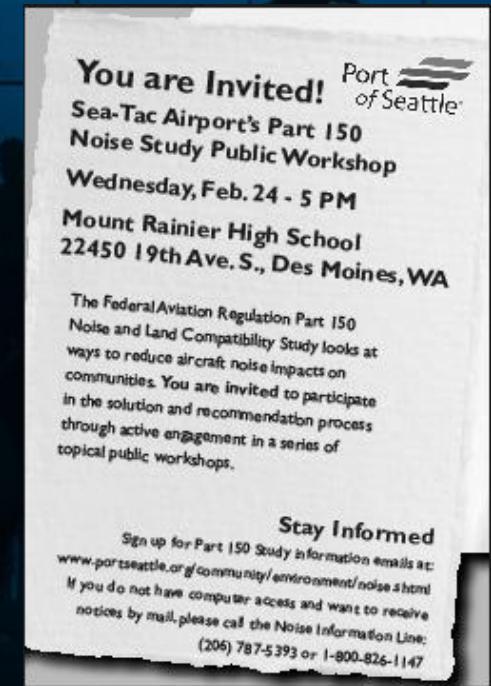 You are Invited!
Port
of Seattle
Sea-Tac Airport's Part 150
Noise Study Public Workshop
Wednesday, Feb. 24 - 5 PM
Mount Rainier High School
22450 19th Ave. S., Des Moines, WA
The Federal Aviation Regulation Part 150
Noise and Land Compatibility Study looks at
ways to reduce aircraft noise impacts on
communities. You are invited to participate
in the solution and recommendation process
through active engagement in a series of
topical public workshops.
Stay Informed
Sign up for Part 150 Study information emails at:
www.portseattle.org/community/environment/noise.shtml
If you do not have computer access and want to receive
notices by mail, please call the Noise Information Line:
(206) 787-5393 or 1-800-826-1147